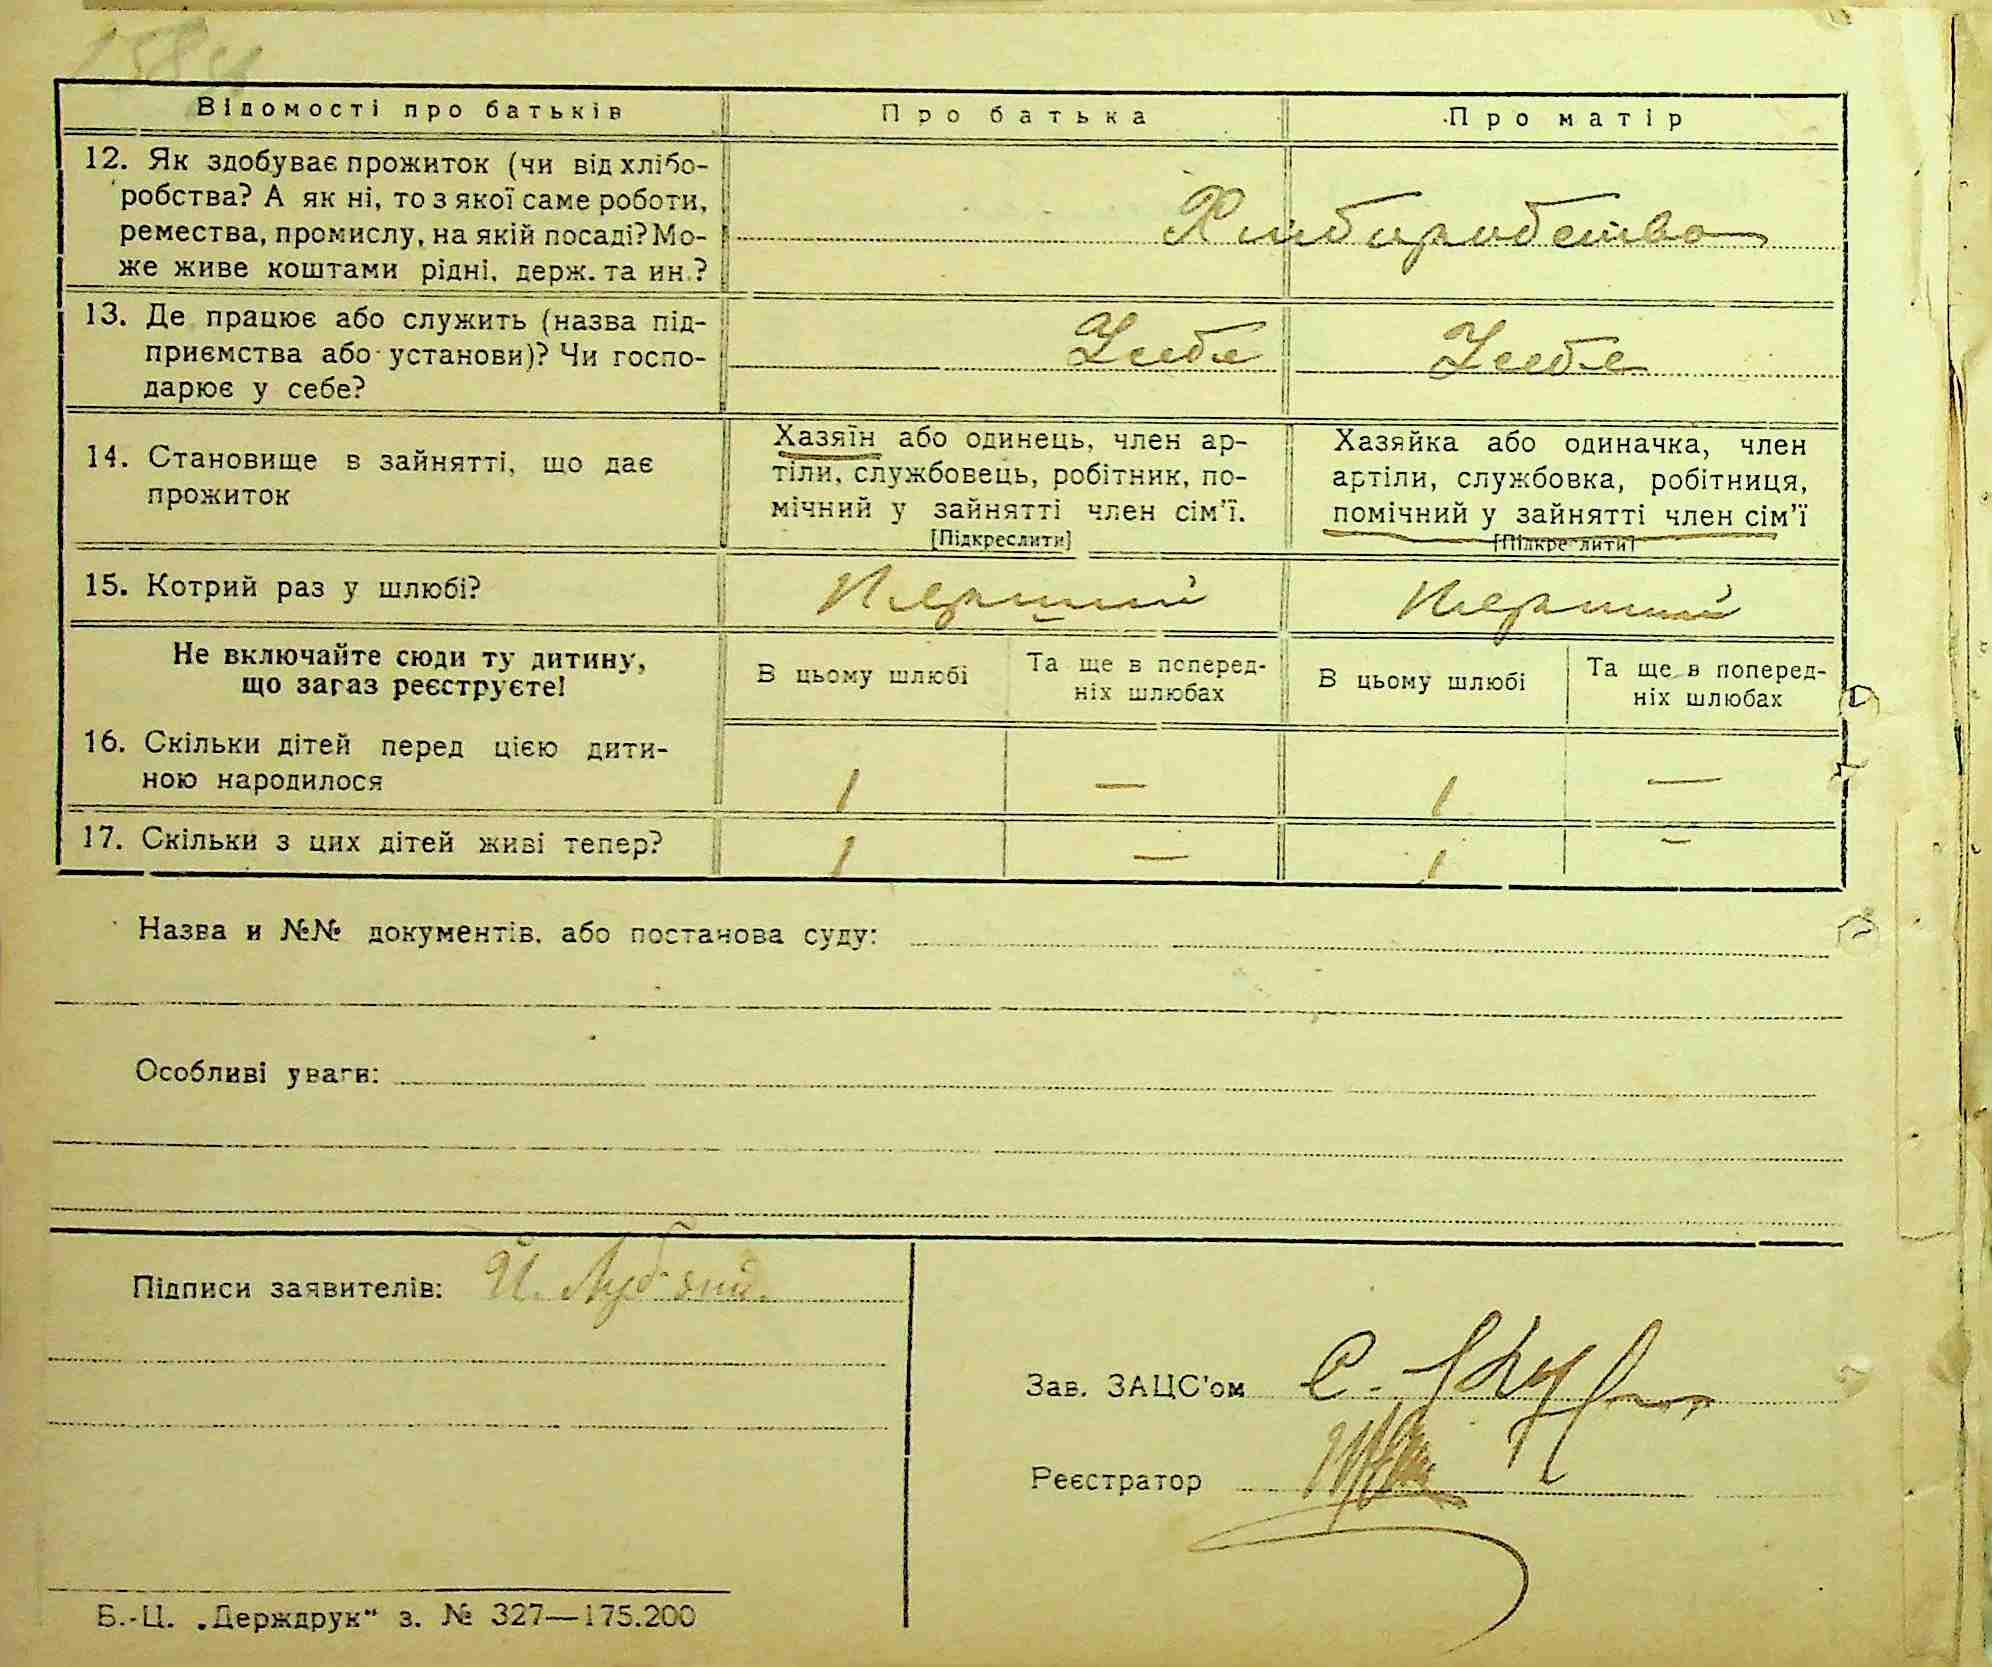 1584
Відомості про батьків
Про батька
Про матір
12. Як здобуває прожиток (чи від хлібо-
робства? А як ні, то з якої саме роботи,
ремества, промислу, на якій посаді? Мо-
же живе коштами рідні, держ. та ин.?
Хліборобство
13. Де працює або служить (назва під-
приємства або установи)? Чи госпо-
дарює у себе?
У себе
У себе
14. Становище в зайнятті, що дає
прожиток
Хазяїн або одинець, член ар-
тіли, службовець, робітник, по-
мічний у зайнятті член сім'ї.
[Підкреслити]
Хазяйка або одиначка, член
артіли, службовка, робітниця,
помічний у зайнятті член сім'ї
[Підкреслити]
15. Котрий раз у шлюбі?
Перший
Перший
Не включайте сюди ту дитину,
що зараз реєструєте!
В цьому шлюбі
Та ще в поперед-
ніх шлюбах
В цьому шлюбі
Та ще в поперед-
ніх шлюбах
16. Скільки дітей перед цією дити-
ною народилося
1 — 1 —
17. Скільки з цих дітей живі тепер?
1 — 1 —
Назва и №№ документів, або постанова суду:
Особливі уваги:
Підписи заявителів:
Зав. ЗАЦС'ом
Реєстратор
Б.-Ц. „Держдрук“ з. № 327—175.200